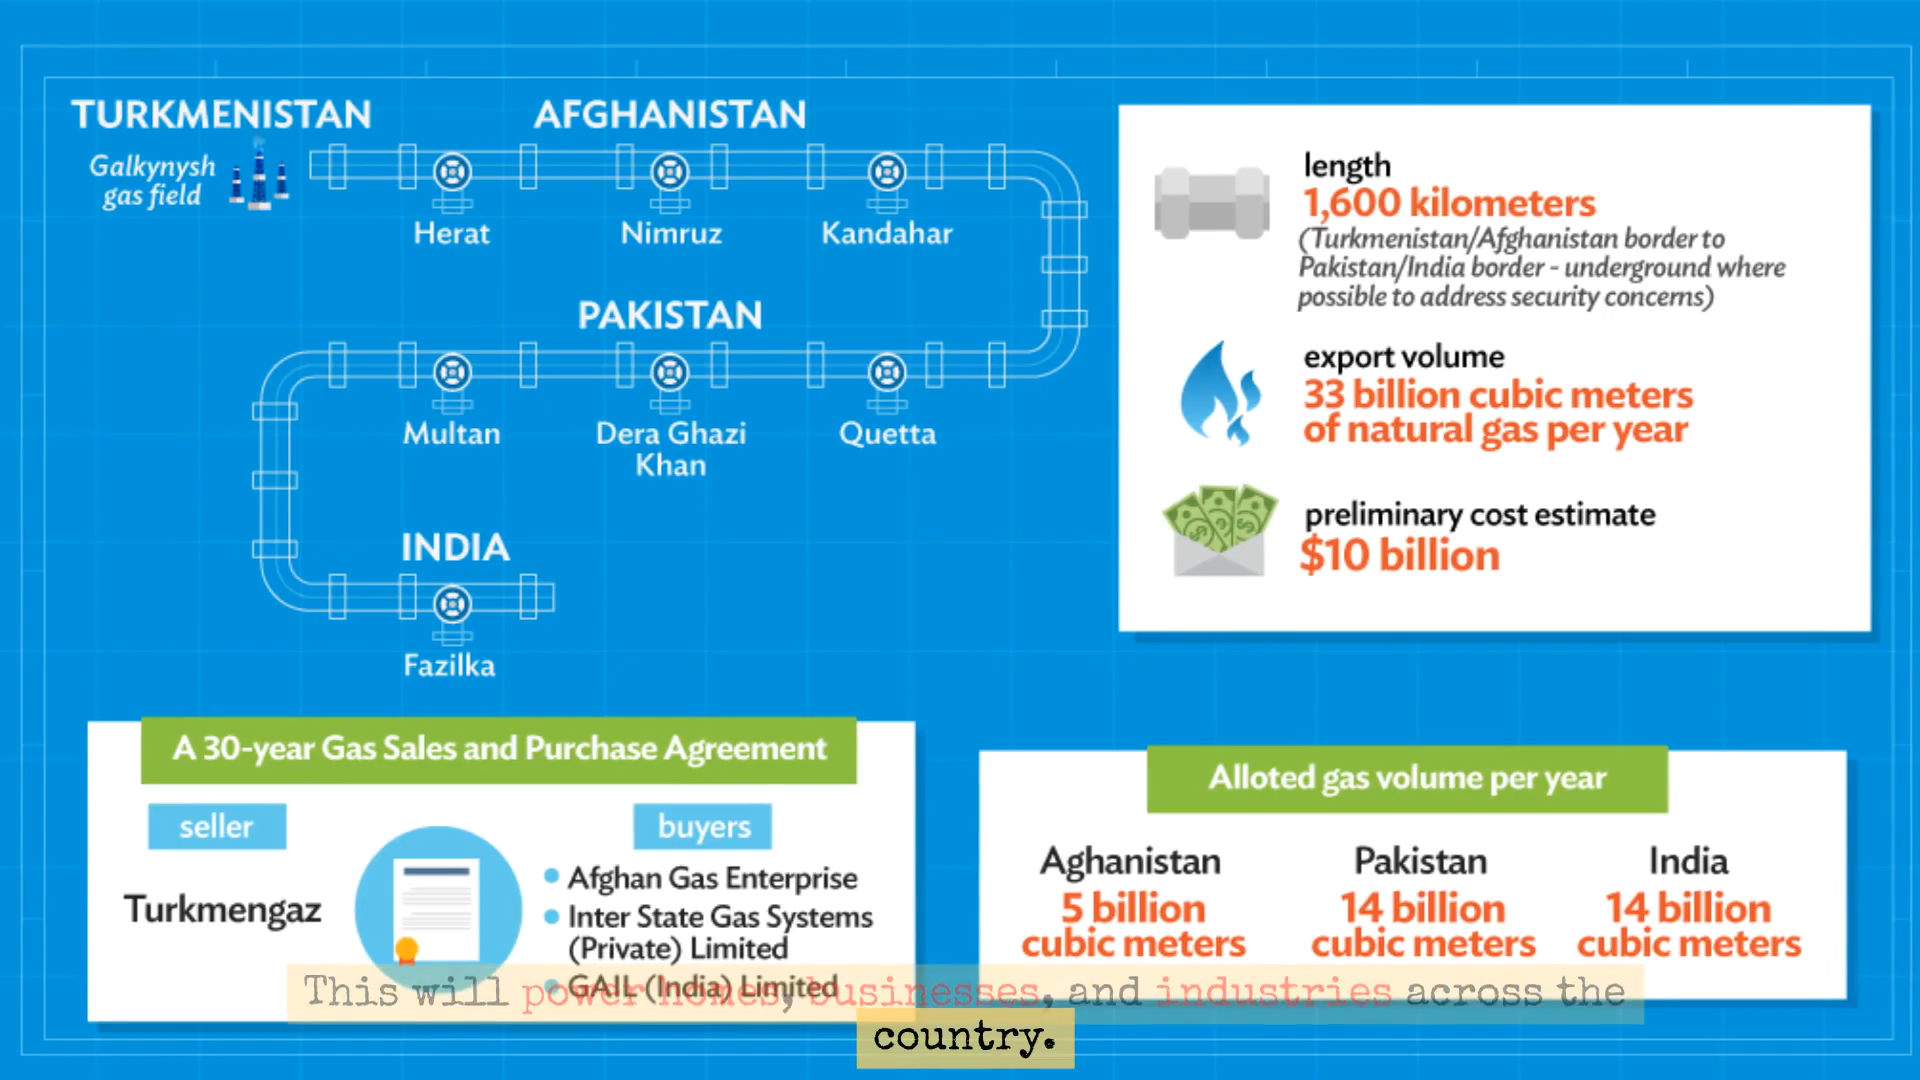 TURKMENISTAN
Galkynysh
gas field
AFGHANISTAN
Herat
Nimruz
Kandahar
PAKISTAN
Multan
Dera Ghazi
Khan
Quetta
INDIA
Fazilka
length
1,600 kilometers
(Turkmenistan/Afghanistan border to
Pakistan/India border - underground where
possible to address security concerns)
export volume
33 billion cubic meters
of natural gas per year
preliminary cost estimate
$10 billion
A 30-year Gas Sales and Purchase Agreement
seller
Turkmengaz
buyers
Afghan Gas Enterprise
Inter State Gas Systems
(Private) Limited
GAIL (India) Limited
Alloted gas volume per year
Aghanistan
5 billion
cubic meters
Pakistan
14 billion
cubic meters
India
14 billion
cubic meters
This will power homes, businesses, and industries across the
country.